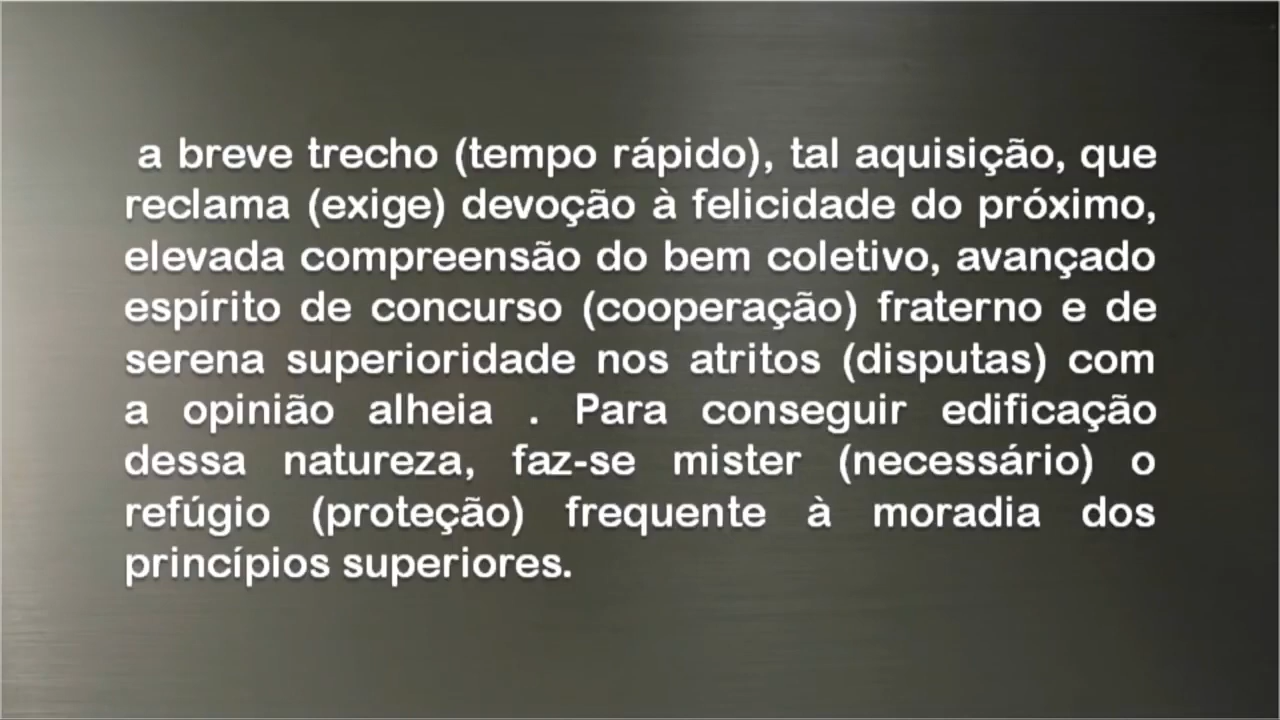 a breve trecho (tempo rápido), tal aquisição, que
reclama (exige) devoção à felicidade do próximo,
elevada compreensão do bem coletivo, avançado
espírito de concurso (cooperação) fraterno e de
serena superioridade nos atritos (disputas) com
a opinião alheia . Para conseguir edificação
dessa natureza, faz-se mister (necessário) o
refúgio (proteção) frequente à moradia dos
princípios superiores.